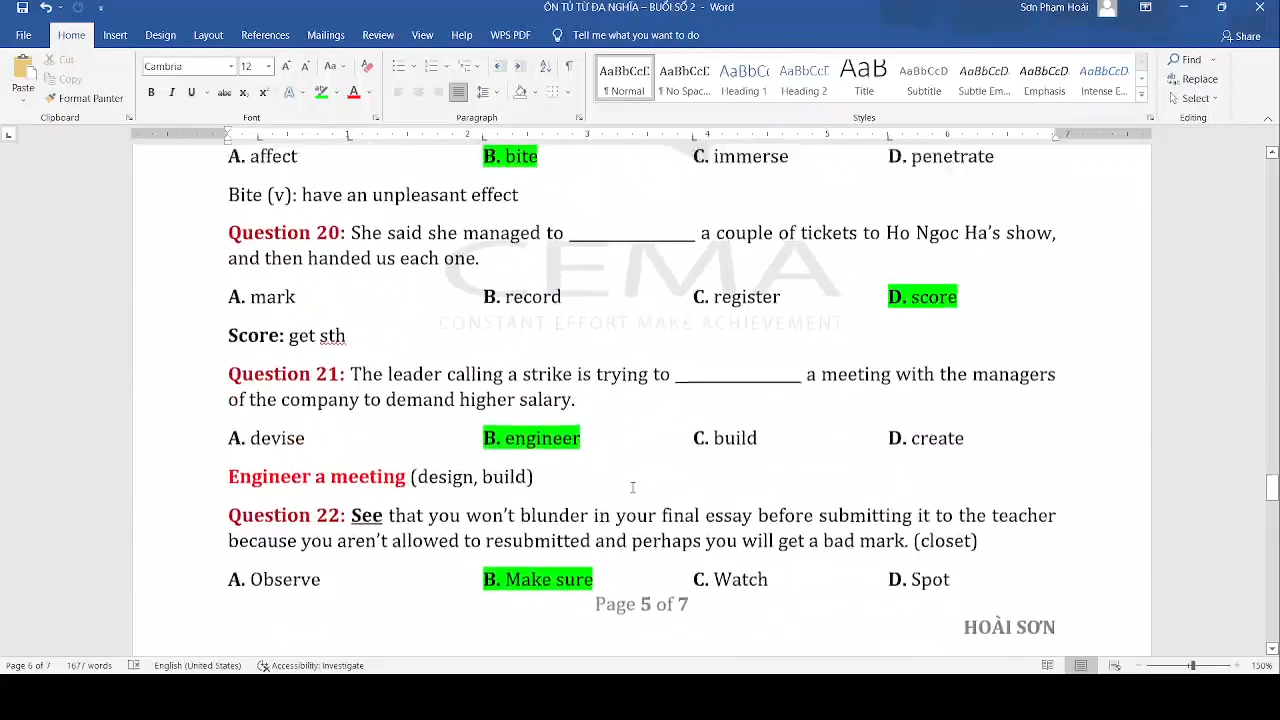 ÔN TỪ TỪ ĐA NGHĨA – BUỔI SỐ 2 - Word
Sơn Phạm Hoài
File Home Insert Design Layout References Mailings Review View Help WPS PDF Tell me what you want to do Share
Paste
Cut
Copy
Format Painter
Clipboard
Cambria 12
Font
Paragraph
AaBbCcD AaBbCcD AaBbCc AaBbCc AaB AaBbCcD AaBbCcD AaBbCcD AaBbCcD
¶ Normal ¶ No Spac... Heading 1 Heading 2 Title Subtitle Subtle Em... Emphasis Intense E...
Styles
Find
Replace
Select
Editing
1 2 3 4 5 6 7
A. affect B. bite C. immerse D. penetrate
Bite (v): have an unpleasant effect
Question 20: She said she managed to _____________ a couple of tickets to Ho Ngoc Ha’s show,
and then handed us each one.
A. mark B. record C. register D. score
CEMA
CONSTANT EFFORT MAKE ACHIEVEMENT
Score: get sth
Question 21: The leader calling a strike is trying to _____________ a meeting with the managers
of the company to demand higher salary.
A. devise B. engineer C. build D. create
Engineer a meeting (design, build)
Question 22: See that you won’t blunder in your final essay before submitting it to the teacher
because you aren’t allowed to resubmitted and perhaps you will get a bad mark. (closet)
A. Observe B. Make sure C. Watch D. Spot
Page 5 of 7
HOÀI SƠN
Page 6 of 7 1677 words English (United States) Accessibility: Investigate 150%